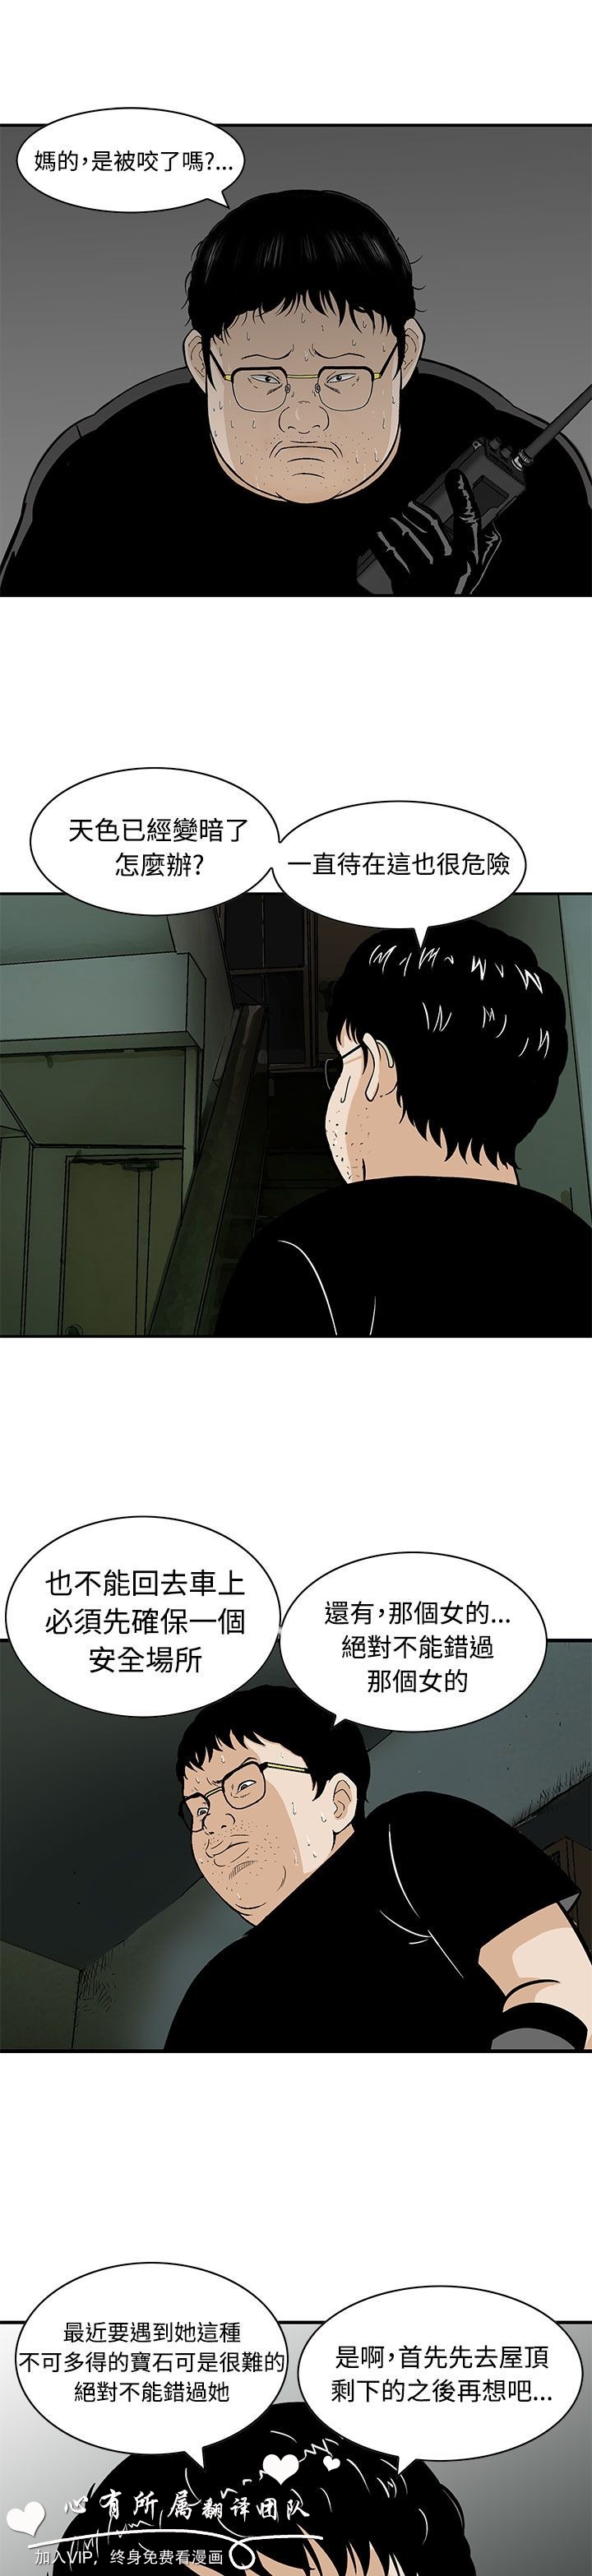 媽的，是被咬了嗎?...
天色已經變暗了
怎麼辦?
一直待在這也很危險
也不能回去車上
必須先確保一個
安全場所
還有，那個女的...
絕對不能錯過
那個女的
最近要遇到她這種
不可多得的寶石可是很難的
絕對不能錯過她
是啊，首先先去屋頂
剩下的之後再想吧...
心有所属翻译团队
加入VIP，终身免费看漫画